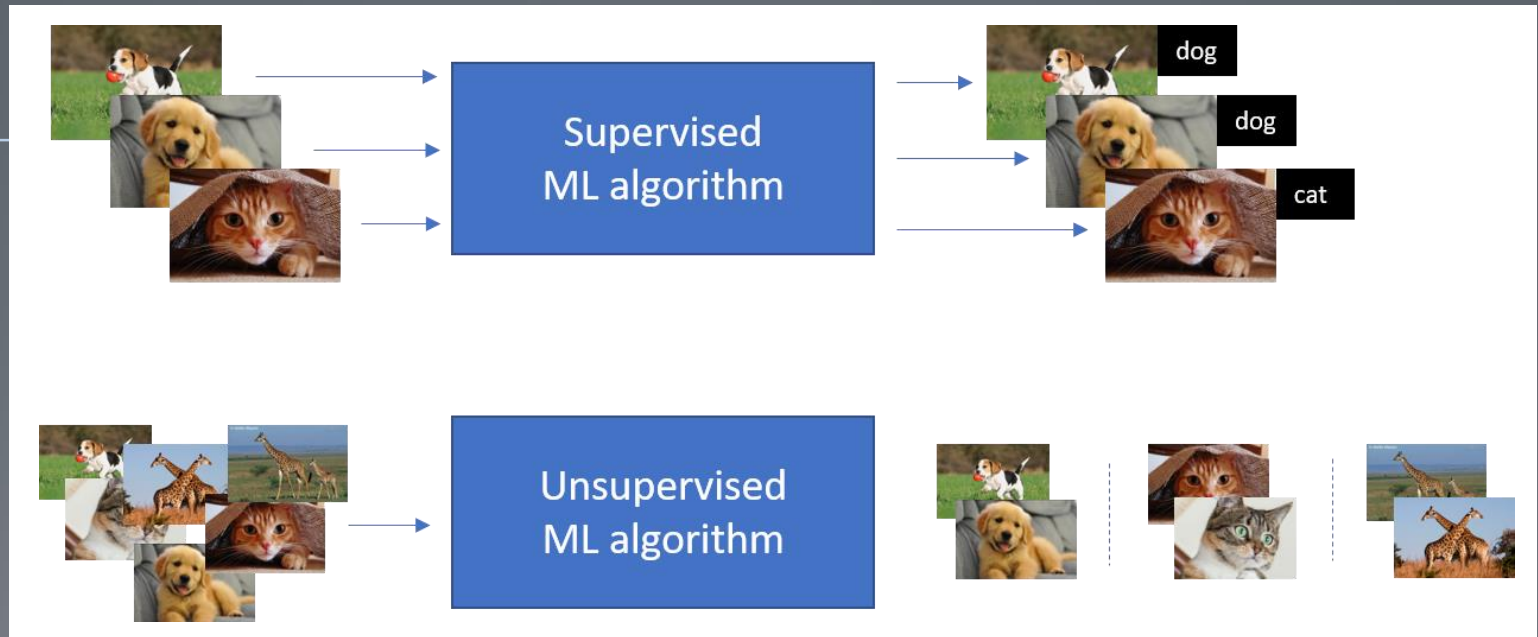 dog
dog
cat
Supervised
ML algorithm
Unsupervised
ML algorithm